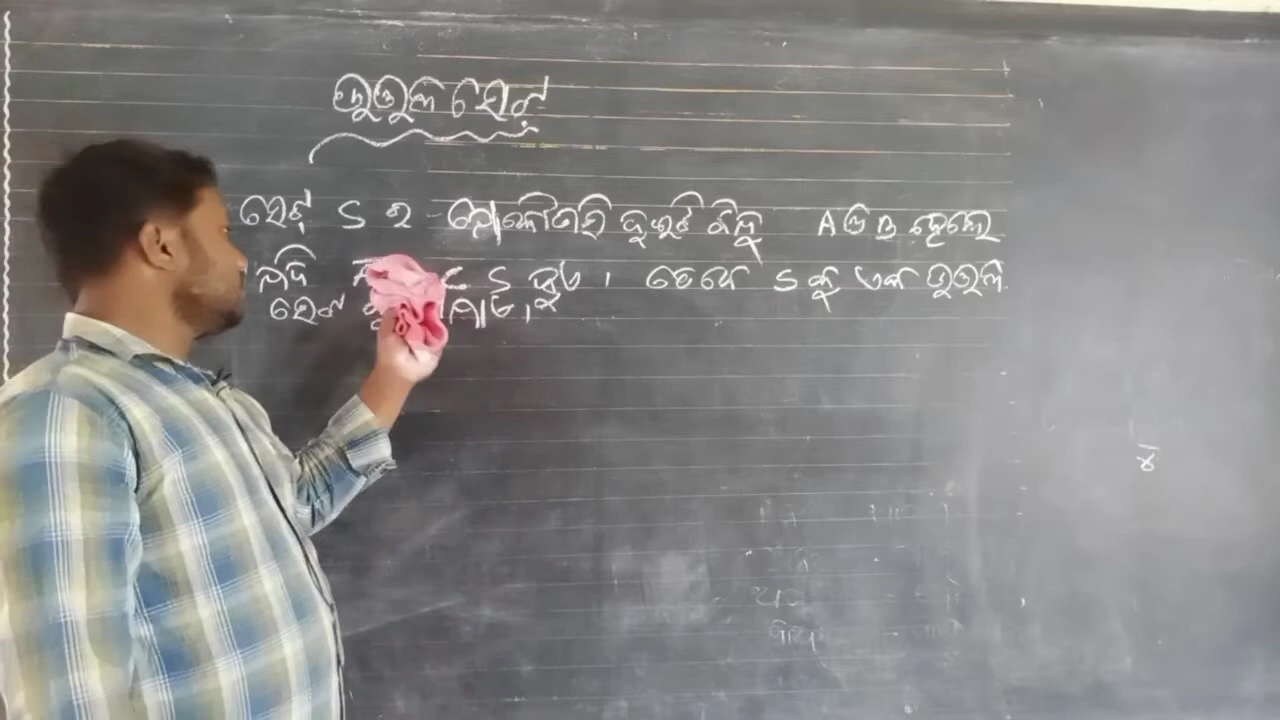 ଉତ୍ତଳ ସେଟ୍
ସେଟ୍ S ର ଯେକୌଣସି ଦୁଇଟି ବିନ୍ଦୁ A ଓ B ହେଲେ
ଯଦି S ହୁଏ । ତେବେ S କୁ ଏକ ଉତ୍ତଳ
ସେଟ୍ କୁହାଯାଏ ।